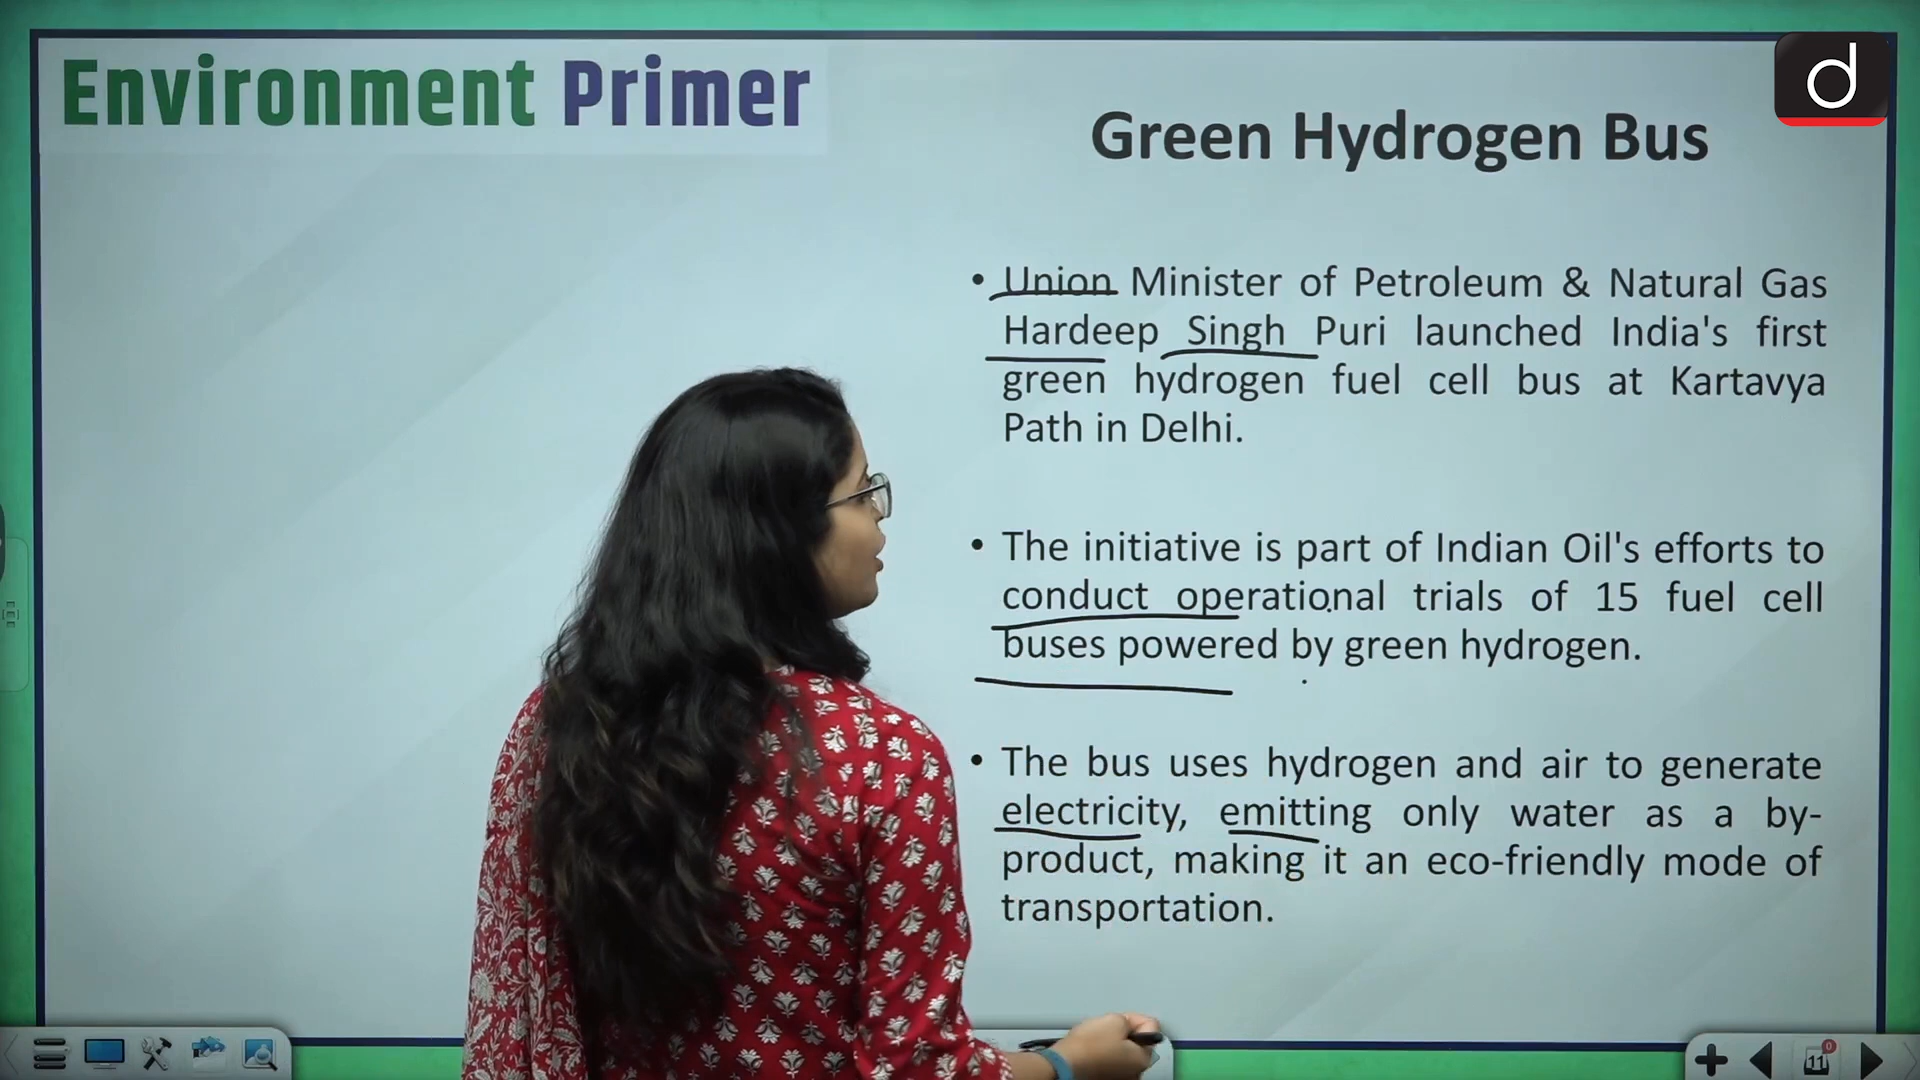 Environment Primer
d
Green Hydrogen Bus
• Union Minister of Petroleum & Natural Gas
Hardeep Singh Puri launched India's first
green hydrogen fuel cell bus at Kartavya
Path in Delhi.
• The initiative is part of Indian Oil's efforts to
conduct operational trials of 15 fuel cell
buses powered by green hydrogen.
• The bus uses hydrogen and air to generate
electricity, emitting only water as a by-
product, making it an eco-friendly mode of
transportation.
11
0